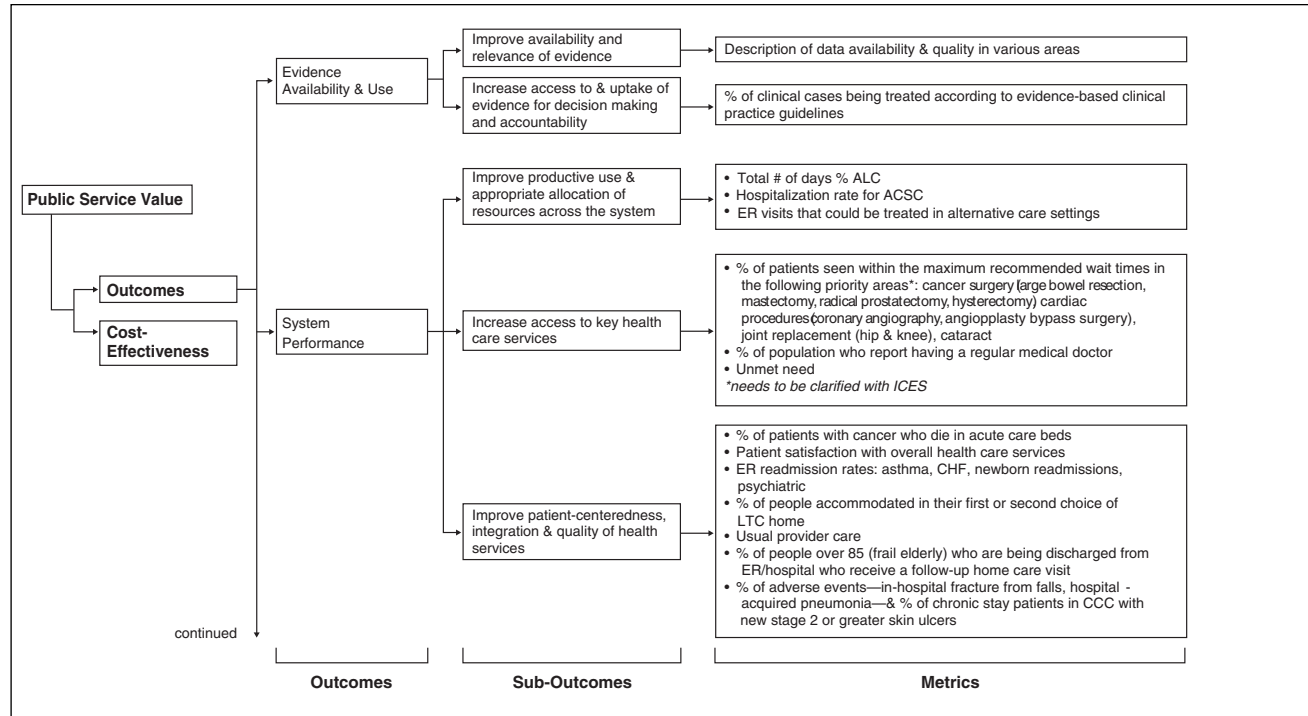 Public Service Value
Outcomes
Cost-
Effectiveness
continued
Evidence
Availability & Use
System
Performance
Outcomes
Improve availability and
relevance of evidence
Increase access to & uptake of
evidence for decision making
and accountability
Improve productive use &
appropriate allocation of
resources across the system
Increase access to key health
care services
Improve patient-centeredness,
integration & quality of health
services
Sub-Outcomes
Description of data availability & quality in various areas
% of clinical cases being treated according to evidence-based clinical
practice guidelines
• Total # of days % ALC
• Hospitalization rate for ACSC
• ER visits that could be treated in alternative care settings
• % of patients seen within the maximum recommended wait times in
the following priority areas*: cancer surgery (large bowel resection,
mastectomy, radical prostatectomy, hysterectomy) cardiac
procedures (coronary angiography, angiopplasty bypass surgery),
joint replacement (hip & knee), cataract
• % of population who report having a regular medical doctor
• Unmet need
*needs to be clarified with ICES
• % of patients with cancer who die in acute care beds
• Patient satisfaction with overall health care services
• ER readmission rates: asthma, CHF, newborn readmissions,
psychiatric
• % of people accommodated in their first or second choice of
LTC home
• Usual provider care
• % of people over 85 (frail elderly) who are being discharged from
ER/hospital who receive a follow-up home care visit
• % of adverse events—in-hospital fracture from falls, hospital -
acquired pneumonia—& % of chronic stay patients in CCC with
new stage 2 or greater skin ulcers
Metrics